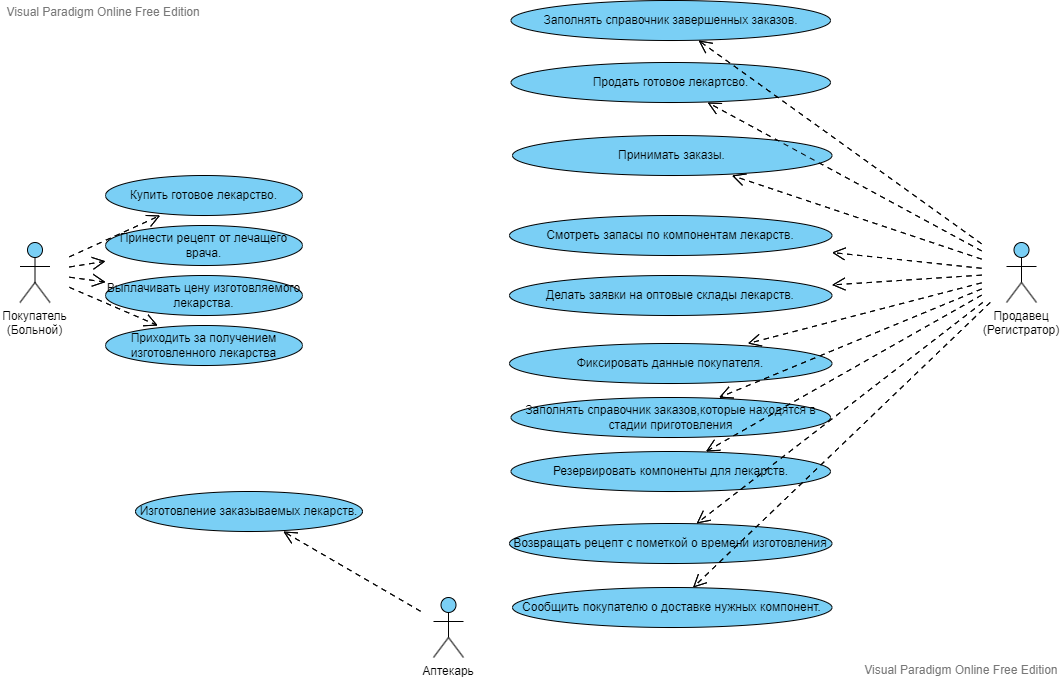 Visual Paradigm Online Free Edition
Заполнять справочник завершенных заказов.
Продать готовое лекартсво.
Принимать заказы.
Купить готовое лекарство.
Принести рецепт от лечащего
врача.
Выплачивать цену изготовляемого
лекарства.
Приходить за получением
изготовленного лекарства
Покупатель
(Больной)
Смотреть запасы по компонентам лекарств.
Делать заявки на оптовые склады лекарств.
Продавец
(Регистратор)
Фиксировать данные покупателя.
Заполнять справочник заказов,которые находятся в
стадии приготовления
Резервировать компоненты для лекарств.
Изготовление заказываемых лекарств.
Возвращать рецепт с пометкой о времени изготовления
Сообщить покупателю о доставке нужных компонент.
Аптекарь
Visual Paradigm Online Free Edition